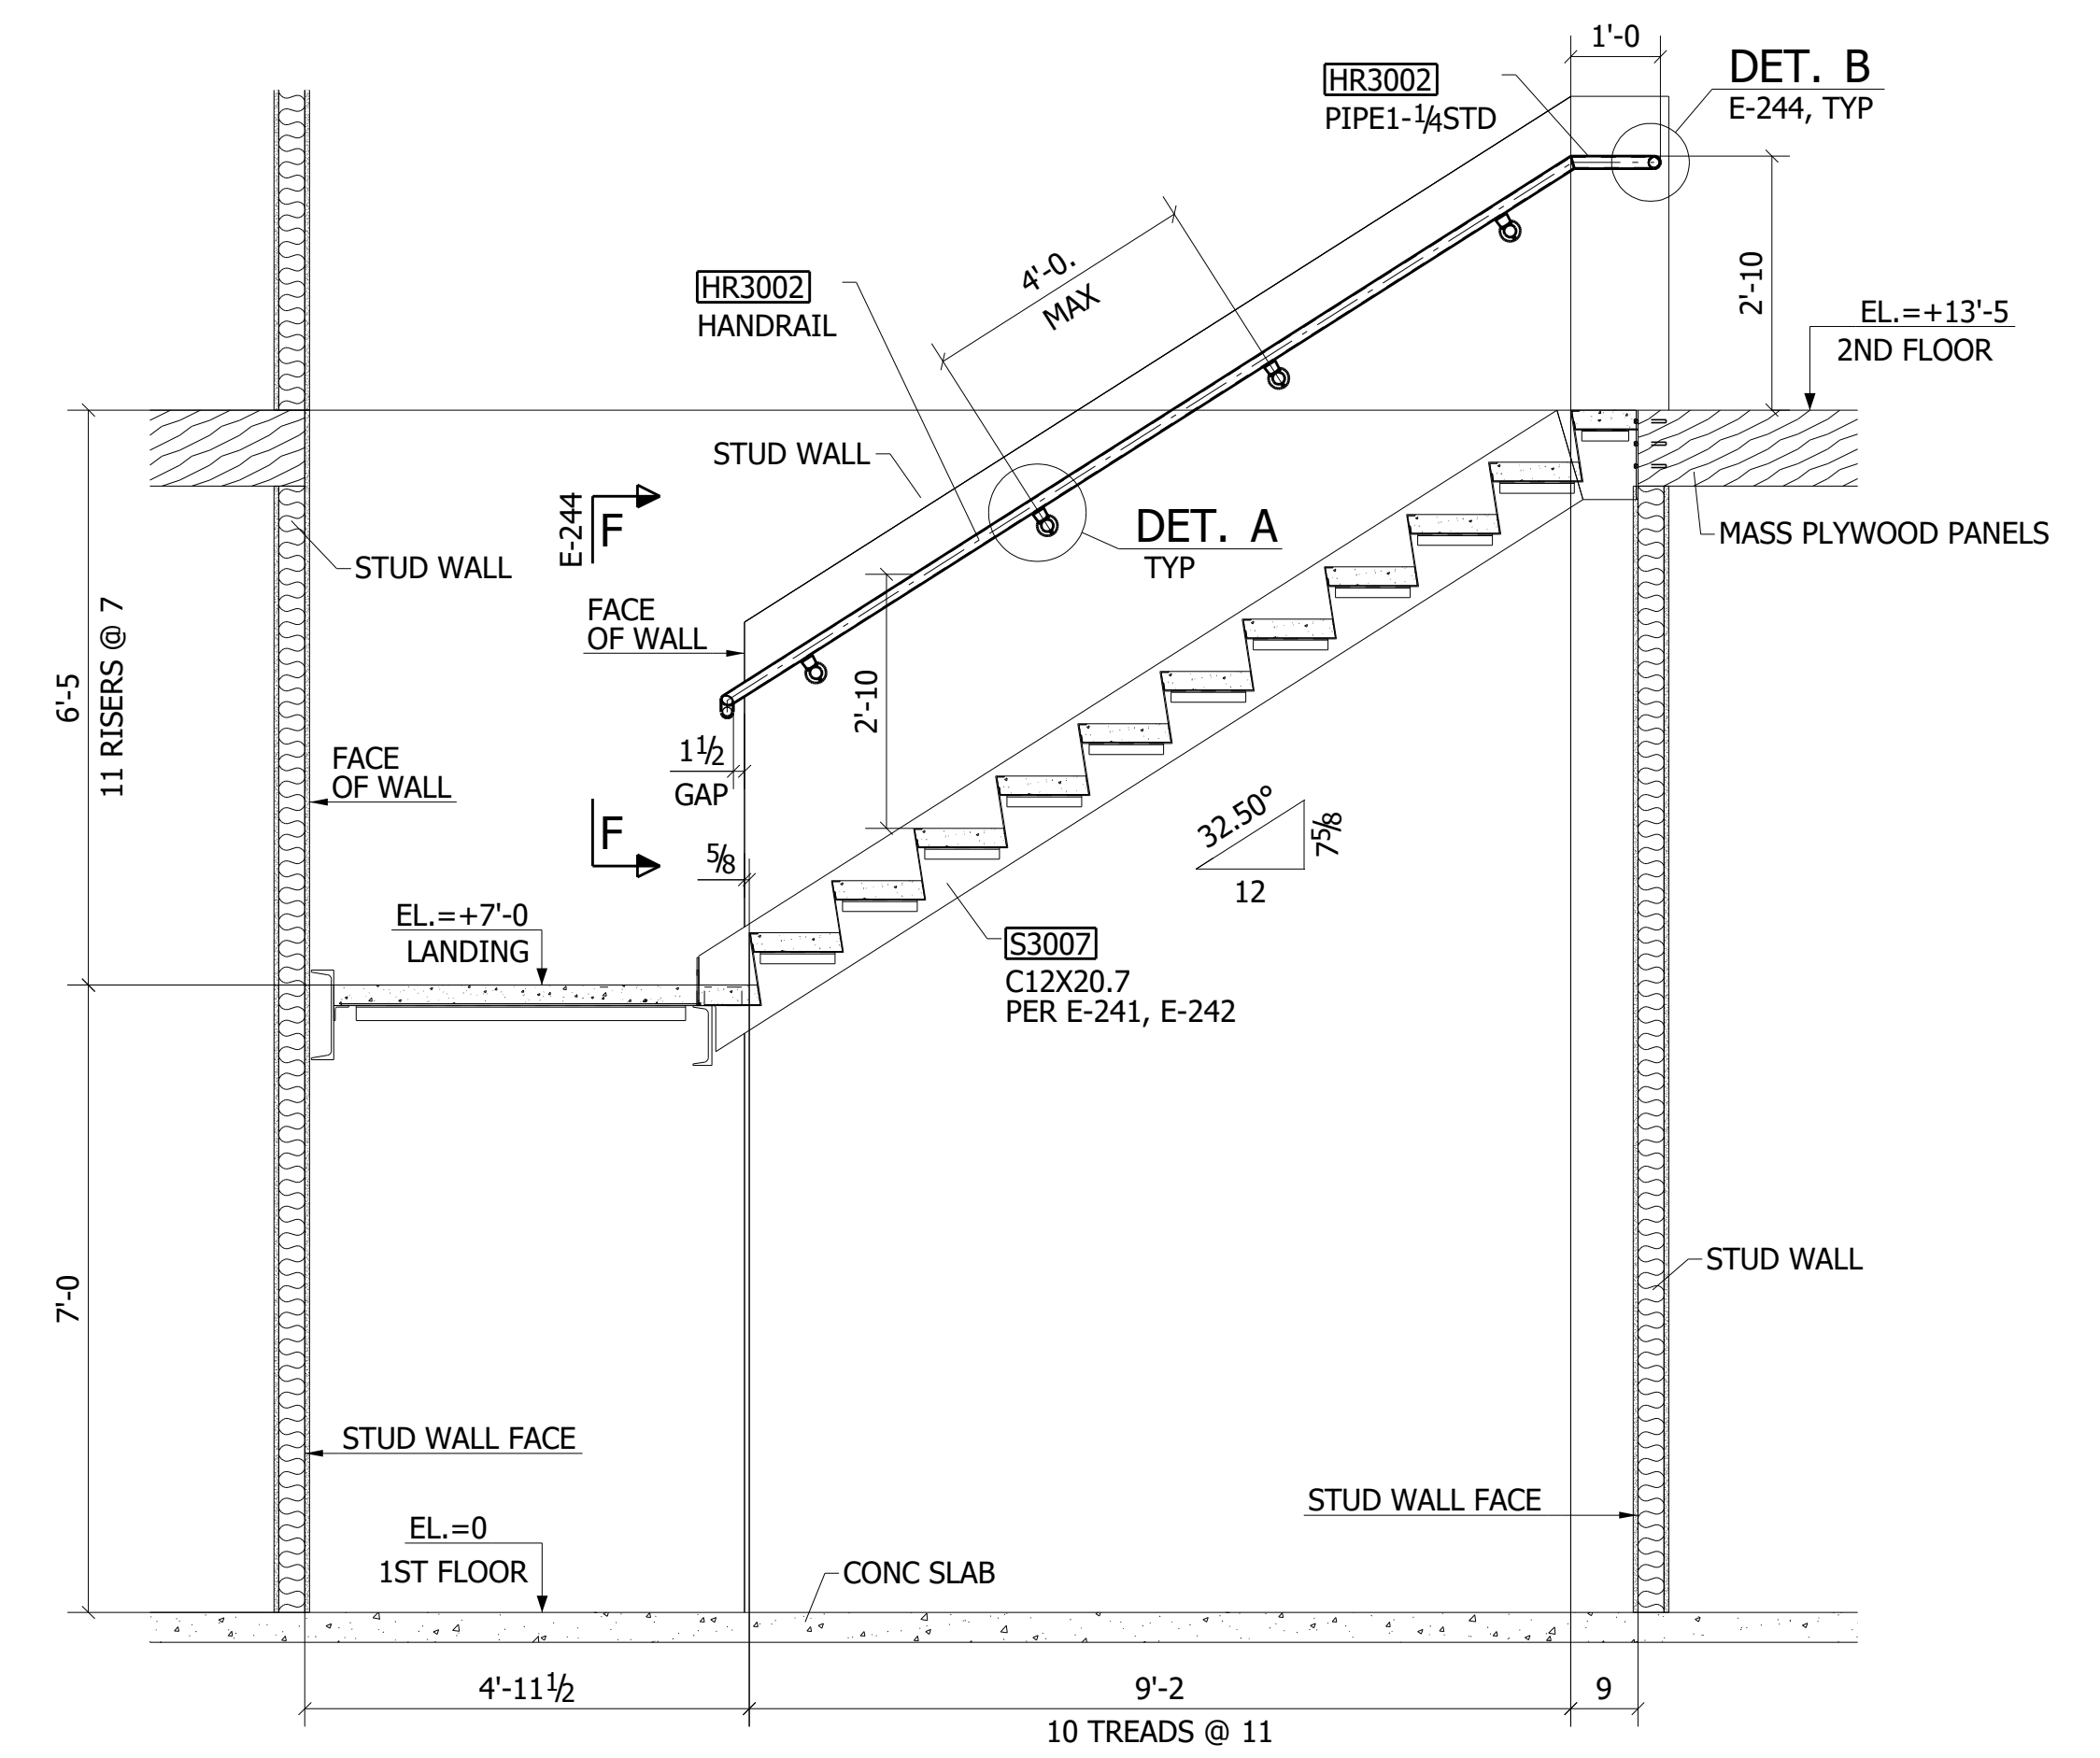 1'-0
HR3002
PIPE1-1/4STD
DET. B
E-244, TYP
4'-0.
MAX
HR3002
HANDRAIL
2'-10
EL.=+13'-5
2ND FLOOR
STUD WALL
E-244
F
DET. A
TYP
MASS PLYWOOD PANELS
STUD WALL
FACE
OF WALL
6'-5
11 RISERS @ 7
2'-10
1 1/2
GAP
FACE
OF WALL
F
5/8
32.50°
7 5/8
12
EL.=+7'-0
LANDING
S3007
C12X20.7
PER E-241, E-242
7'-0
STUD WALL
STUD WALL FACE
STUD WALL FACE
EL.=0
1ST FLOOR
CONC SLAB
4'-11 1/2
9'-2
9
10 TREADS @ 11